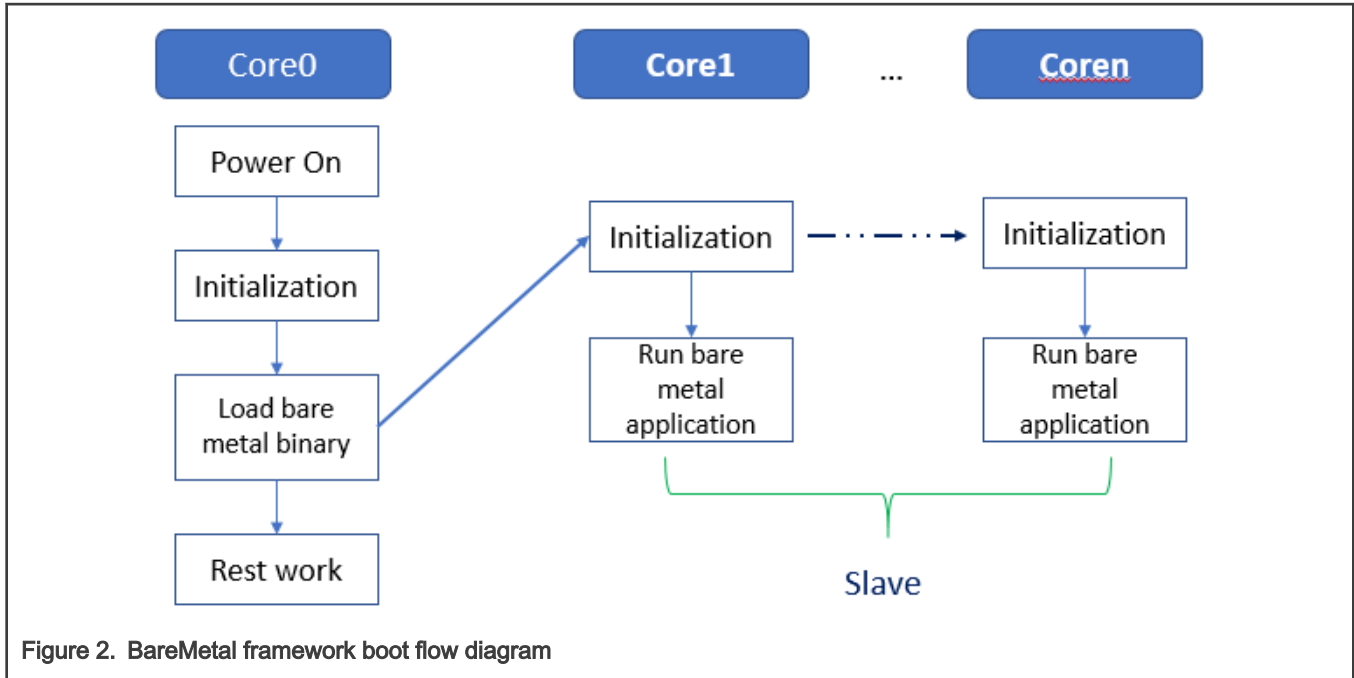 Core0
Core1
...
Coren
Power On
Initialization
Load bare
metal binary
Rest work
Initialization
Run bare
metal
application
Initialization
Run bare
metal
application
Slave
Figure 2. BareMetal framework boot flow diagram